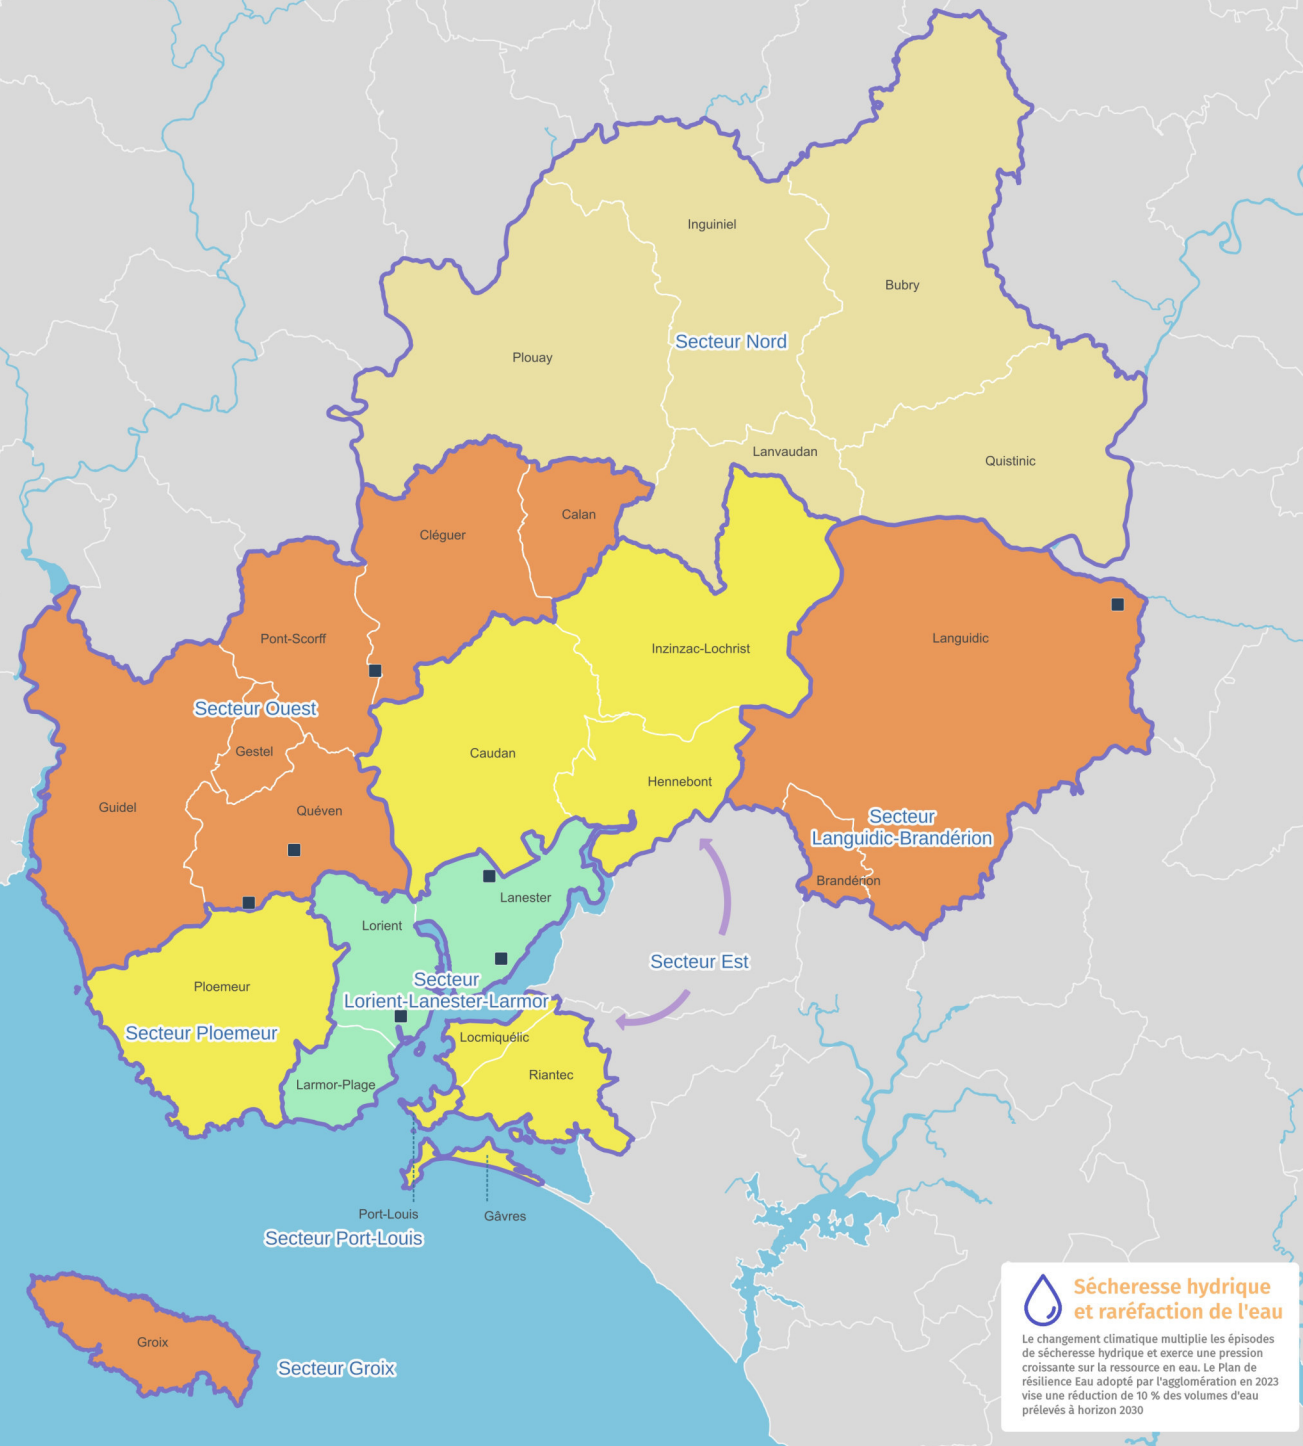 Inguiniel
Bubry
Secteur Nord
Plouay
Lanvaudan
Quistinic
Calan
Cléguer
Pont-Scorff
Languidic
Inzinzac-Lochrist
Secteur Ouest
Gestel
Caudan
Hennebont
Guidel
Quéven
Secteur
Languidic-Brandérion
Brandérion
Lanester
Lorient
Secteur Est
Secteur
Lorient-Lanester-Larmor
Ploemeur
Secteur Ploemeur
Locmiquélic
Riantec
Larmor-Plage
Port-Louis
Gâvres
Secteur Port-Louis
Groix
Secteur Groix
Sécheresse hydrique
et raréfaction de l'eau
Le changement climatique multiplie les épisodes
de sécheresse hydrique et exerce une pression
croissante sur la ressource en eau. Le Plan de
résilience Eau adopté par l'agglomération en 2023
vise une réduction de 10 % des volumes d'eau
prélevés à horizon 2030